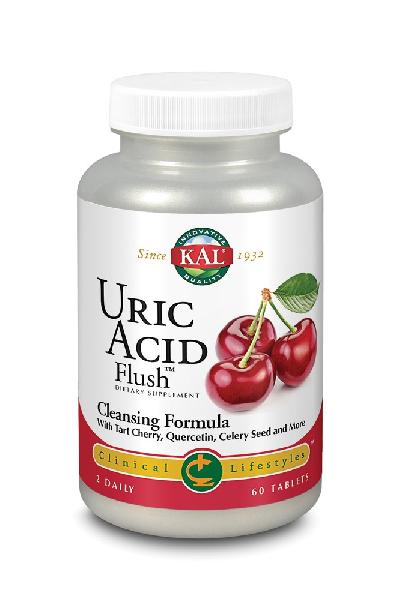 INNOVATIVE
Since KAL® 1932
QUALITY
URIC
ACID
Flush™
DIETARY SUPPLEMENT
Cleansing Formula
With Tart Cherry, Quercetin, Celery Seed and More
Clinical Lifestyles™
2 DAILY 60 TABLETS